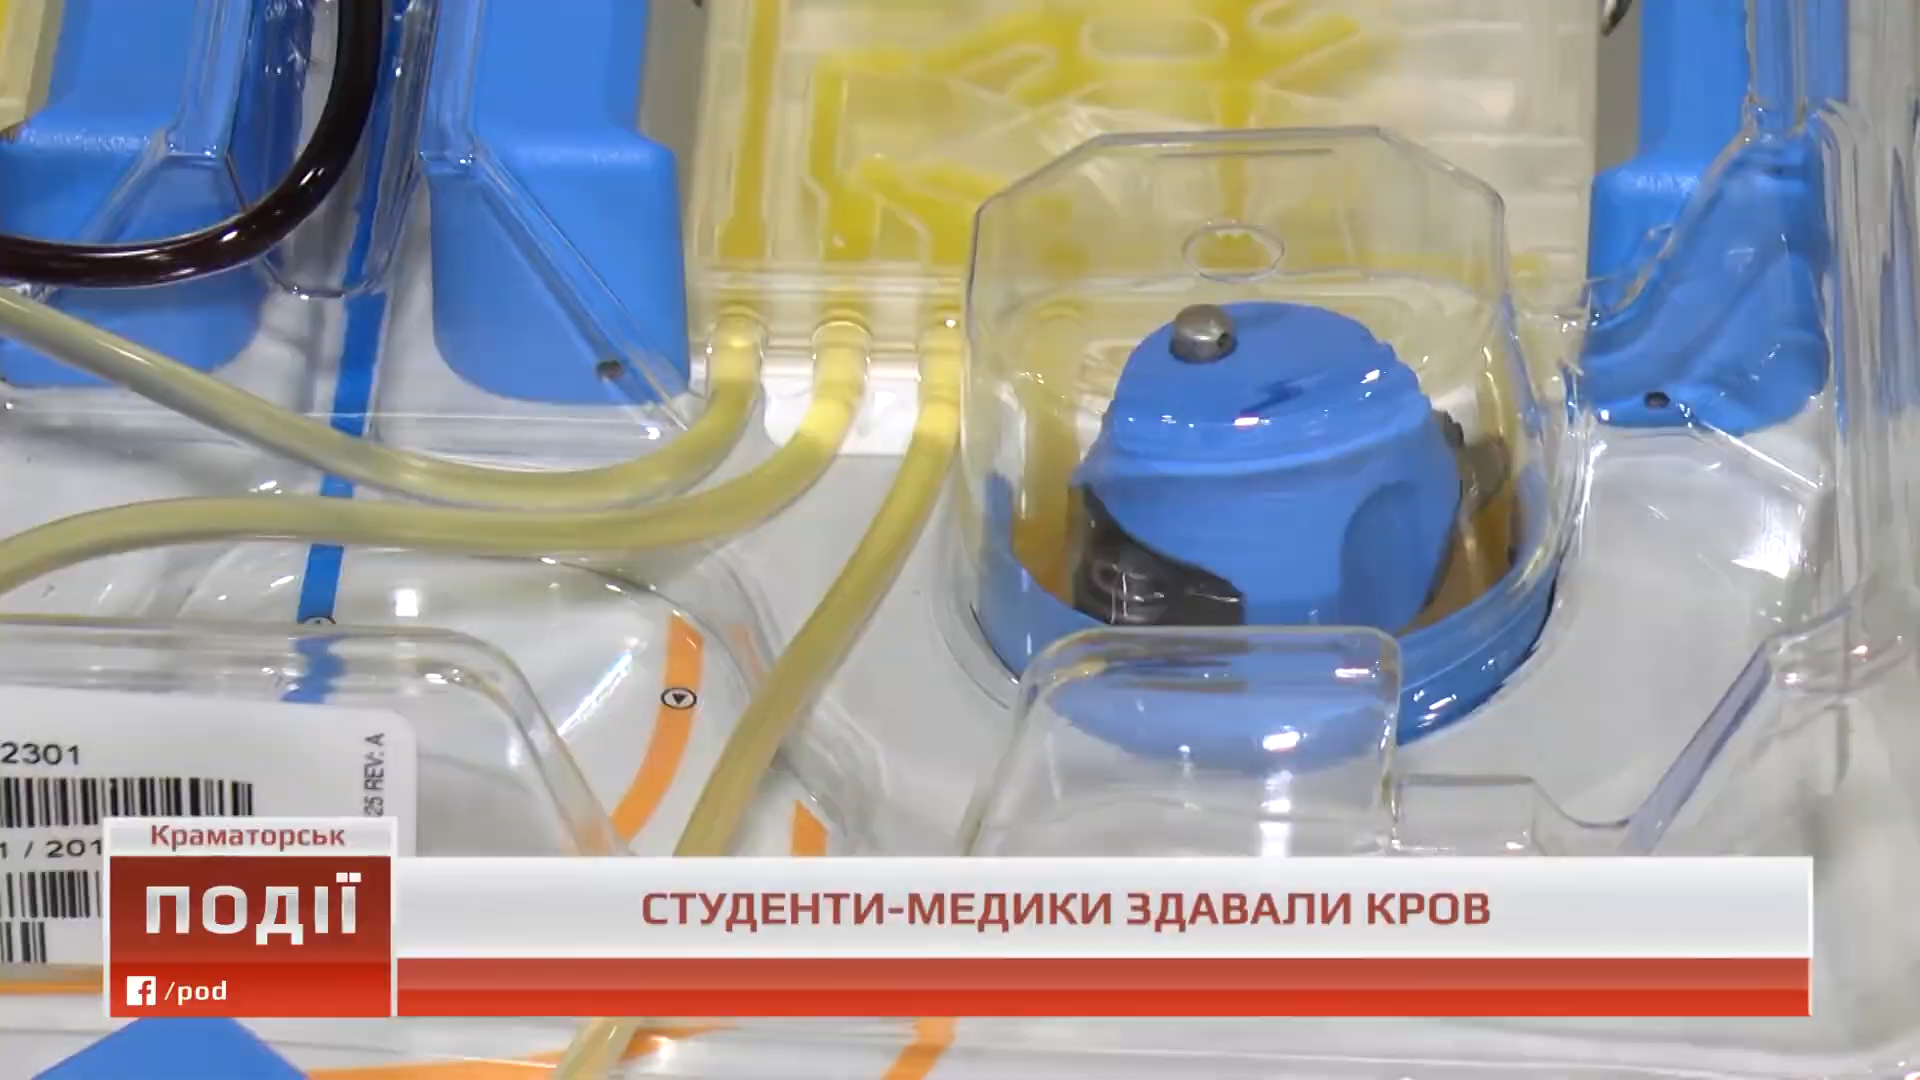 2301
25 REV: A
1 / 201
Краматорськ
ПОДІЇ
/pod
СТУДЕНТИ-МЕДИКИ ЗДАВАЛИ КРОВ